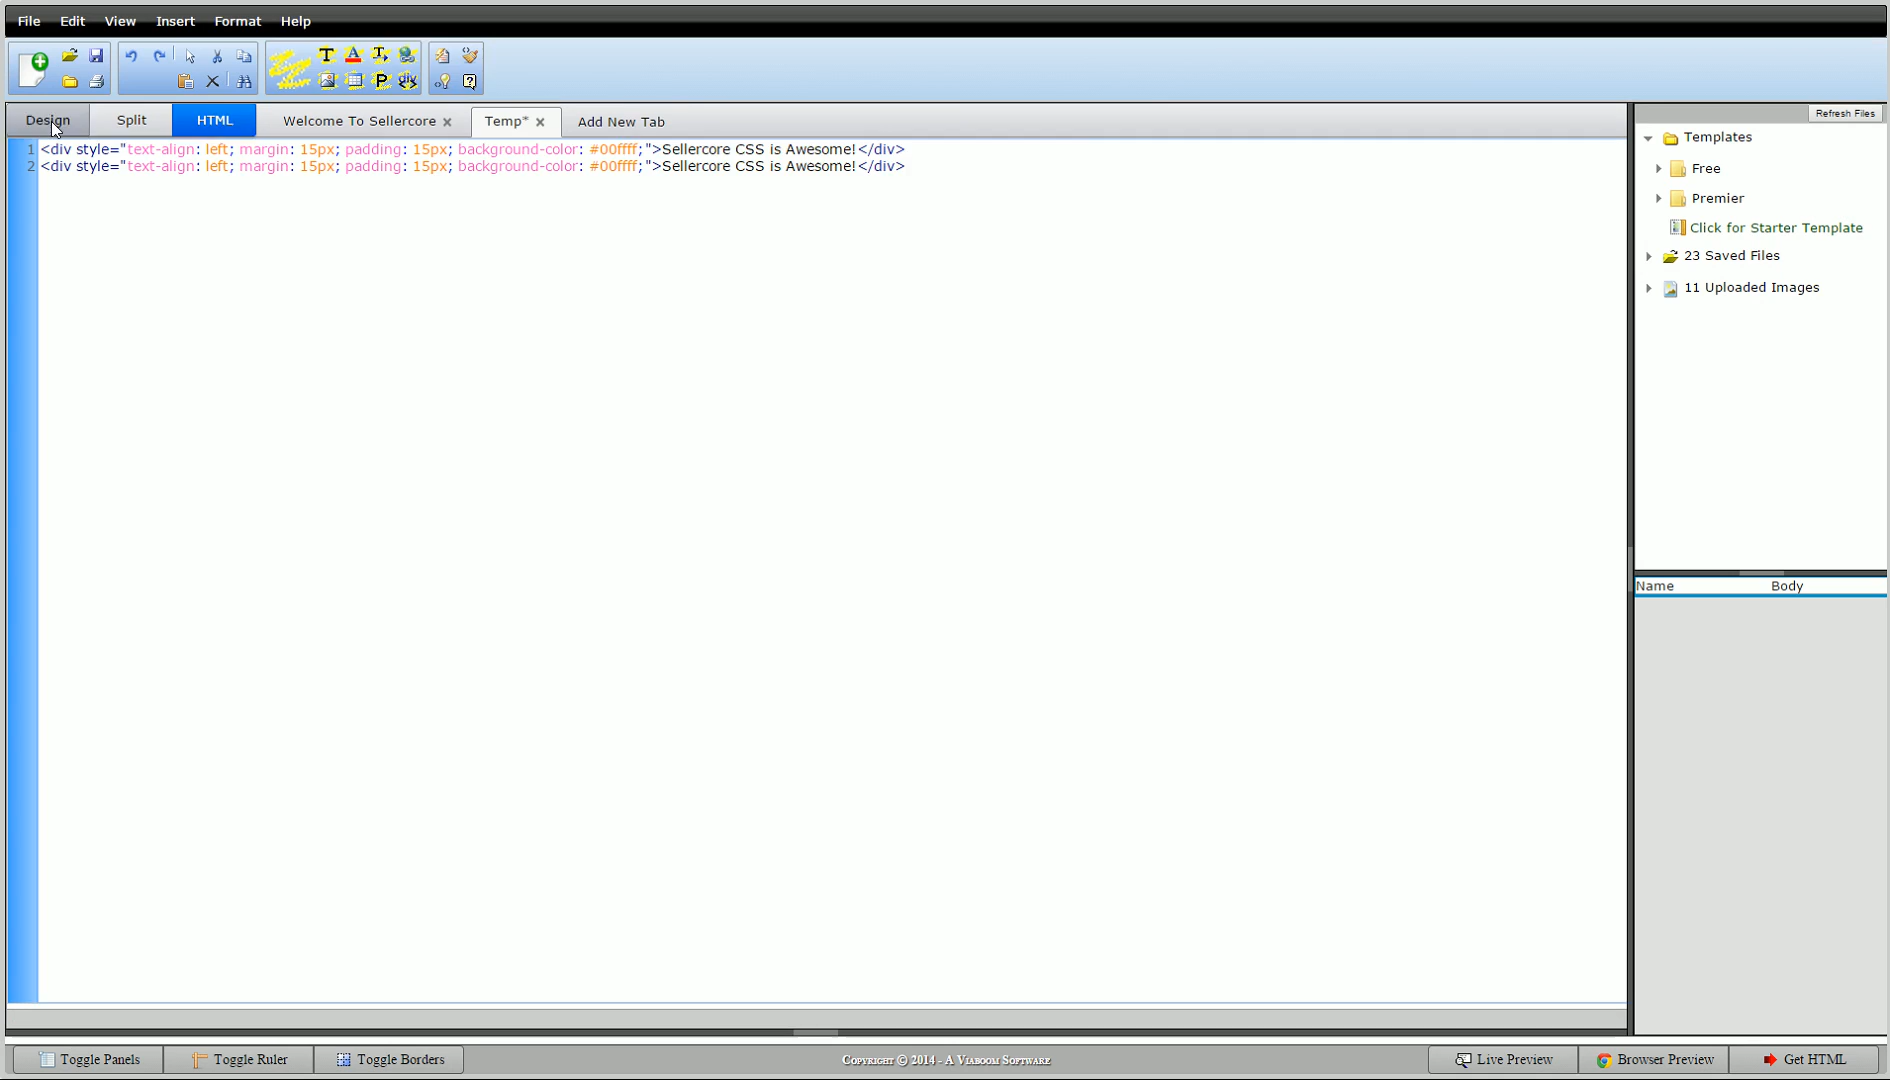 File Edit View Insert Format Help
Design Split HTML Welcome To Sellercore × Temp* × Add New Tab
Refresh Files
1 <div style="text-align: left; margin: 15px; padding: 15px; background-color: #00ffff;">Sellercore CSS is Awesome!</div>
2 <div style="text-align: left; margin: 15px; padding: 15px; background-color: #00ffff;">Sellercore CSS is Awesome!</div>
Templates
Free
Premier
Click for Starter Template
23 Saved Files
11 Uploaded Images
Name Body
Toggle Panels Toggle Ruler Toggle Borders Copyright © 2014 - A Viaboom Software Live Preview Browser Preview Get HTML